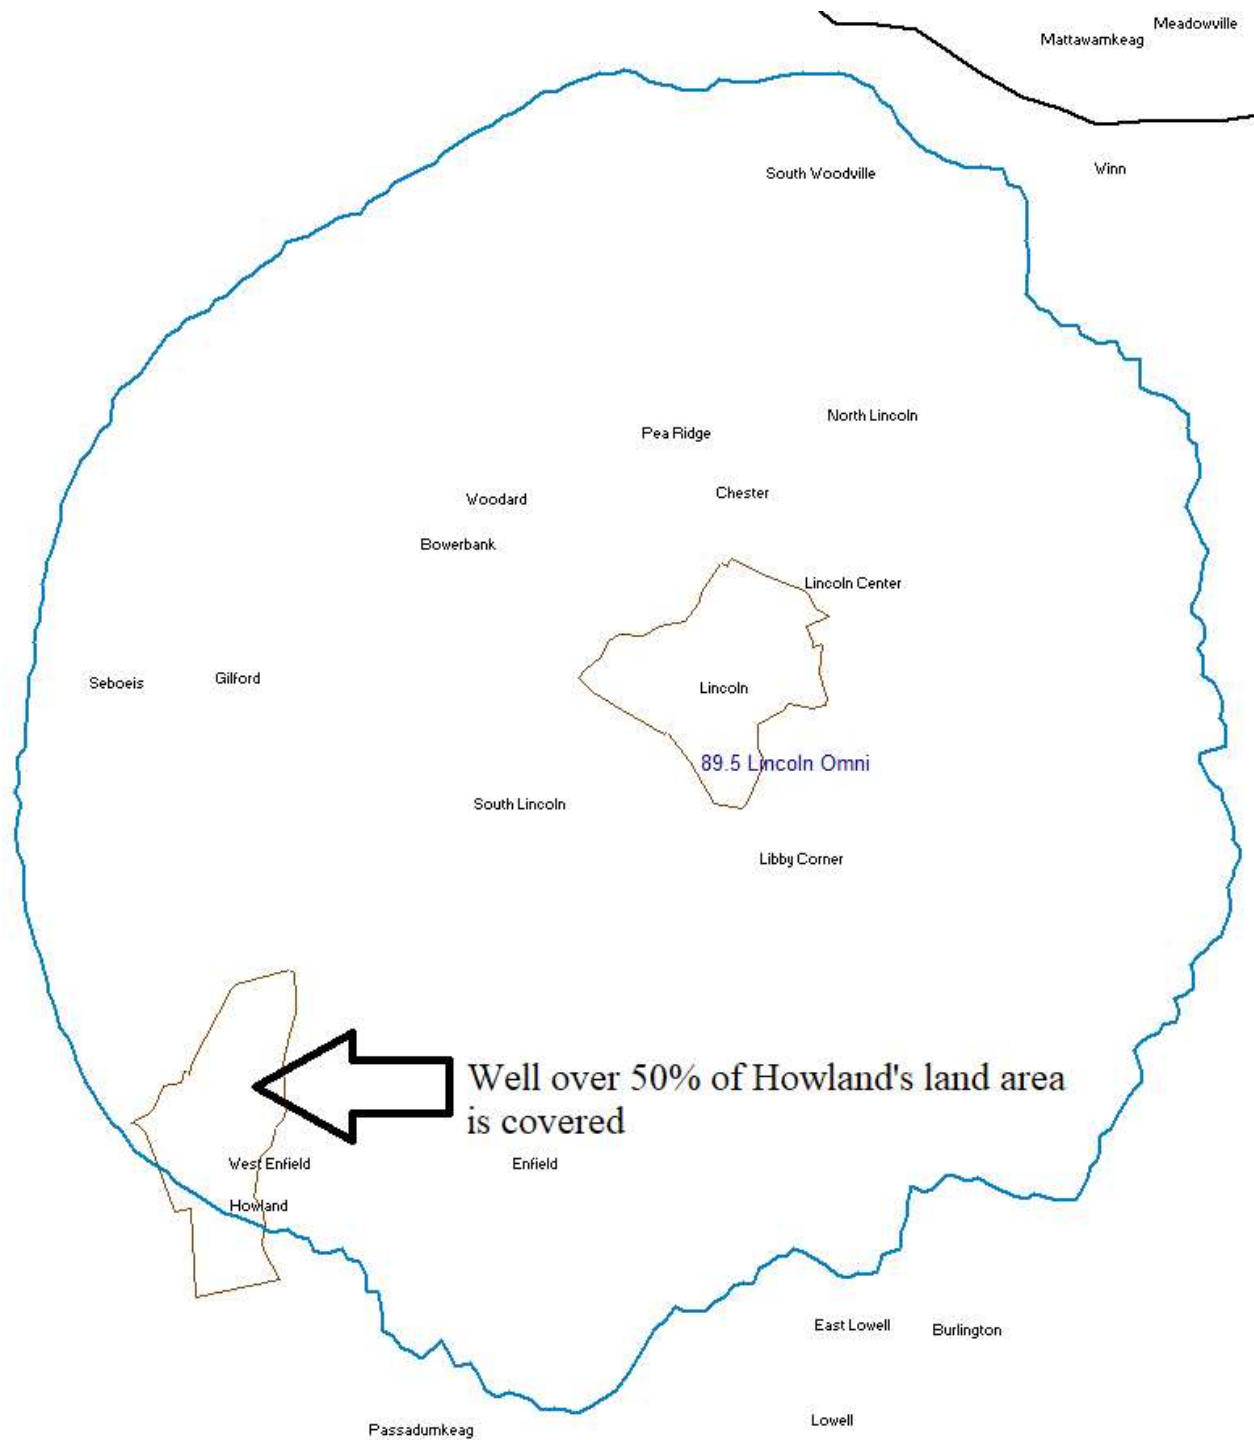 Meadowville
Mattawamkeag
Winn
South Woodville
North Lincoln
Pea Ridge
Chester
Woodard
Bowerbank
Lincoln Center
Seboeis
Gilford
Lincoln
89.5 Lincoln Omni
South Lincoln
Libby Corner
Well over 50% of Howland's land area
is covered
West Enfield
Enfield
Howland
East Lowell
Burlington
Lowell
Passadumkeag